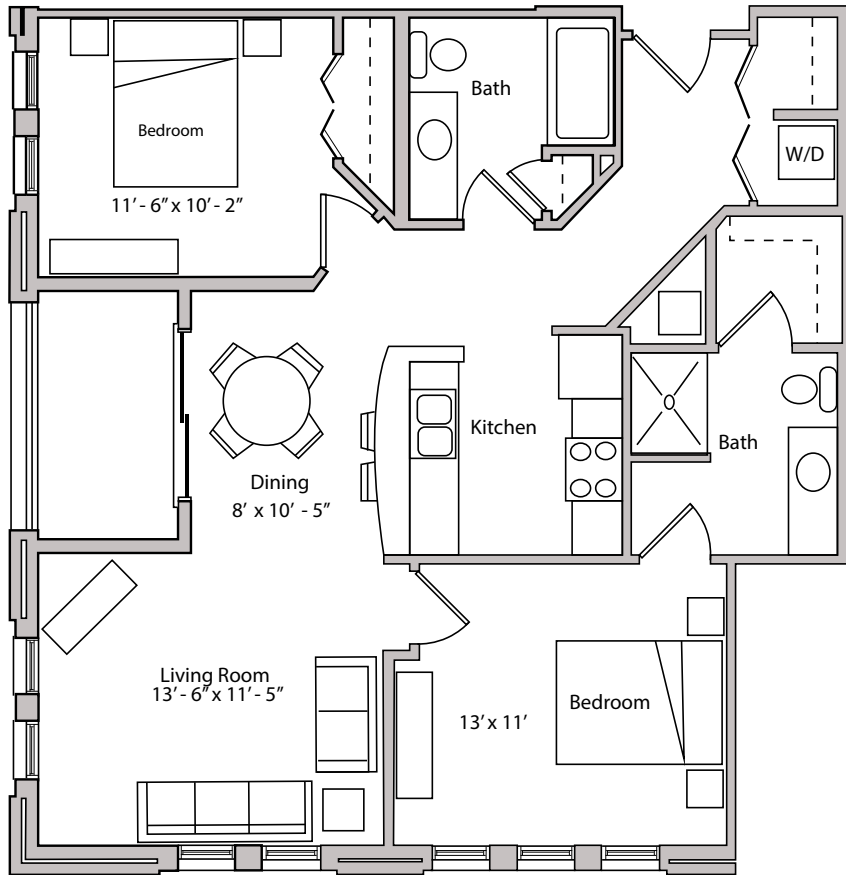 Bath
Bedroom
W/D
11’ - 6” x 10’ - 2”
Kitchen
Bath
Dining
8’ x 10’ - 5”
Living Room
13’ - 6” x 11’ - 5”
Bedroom
13’ x 11’